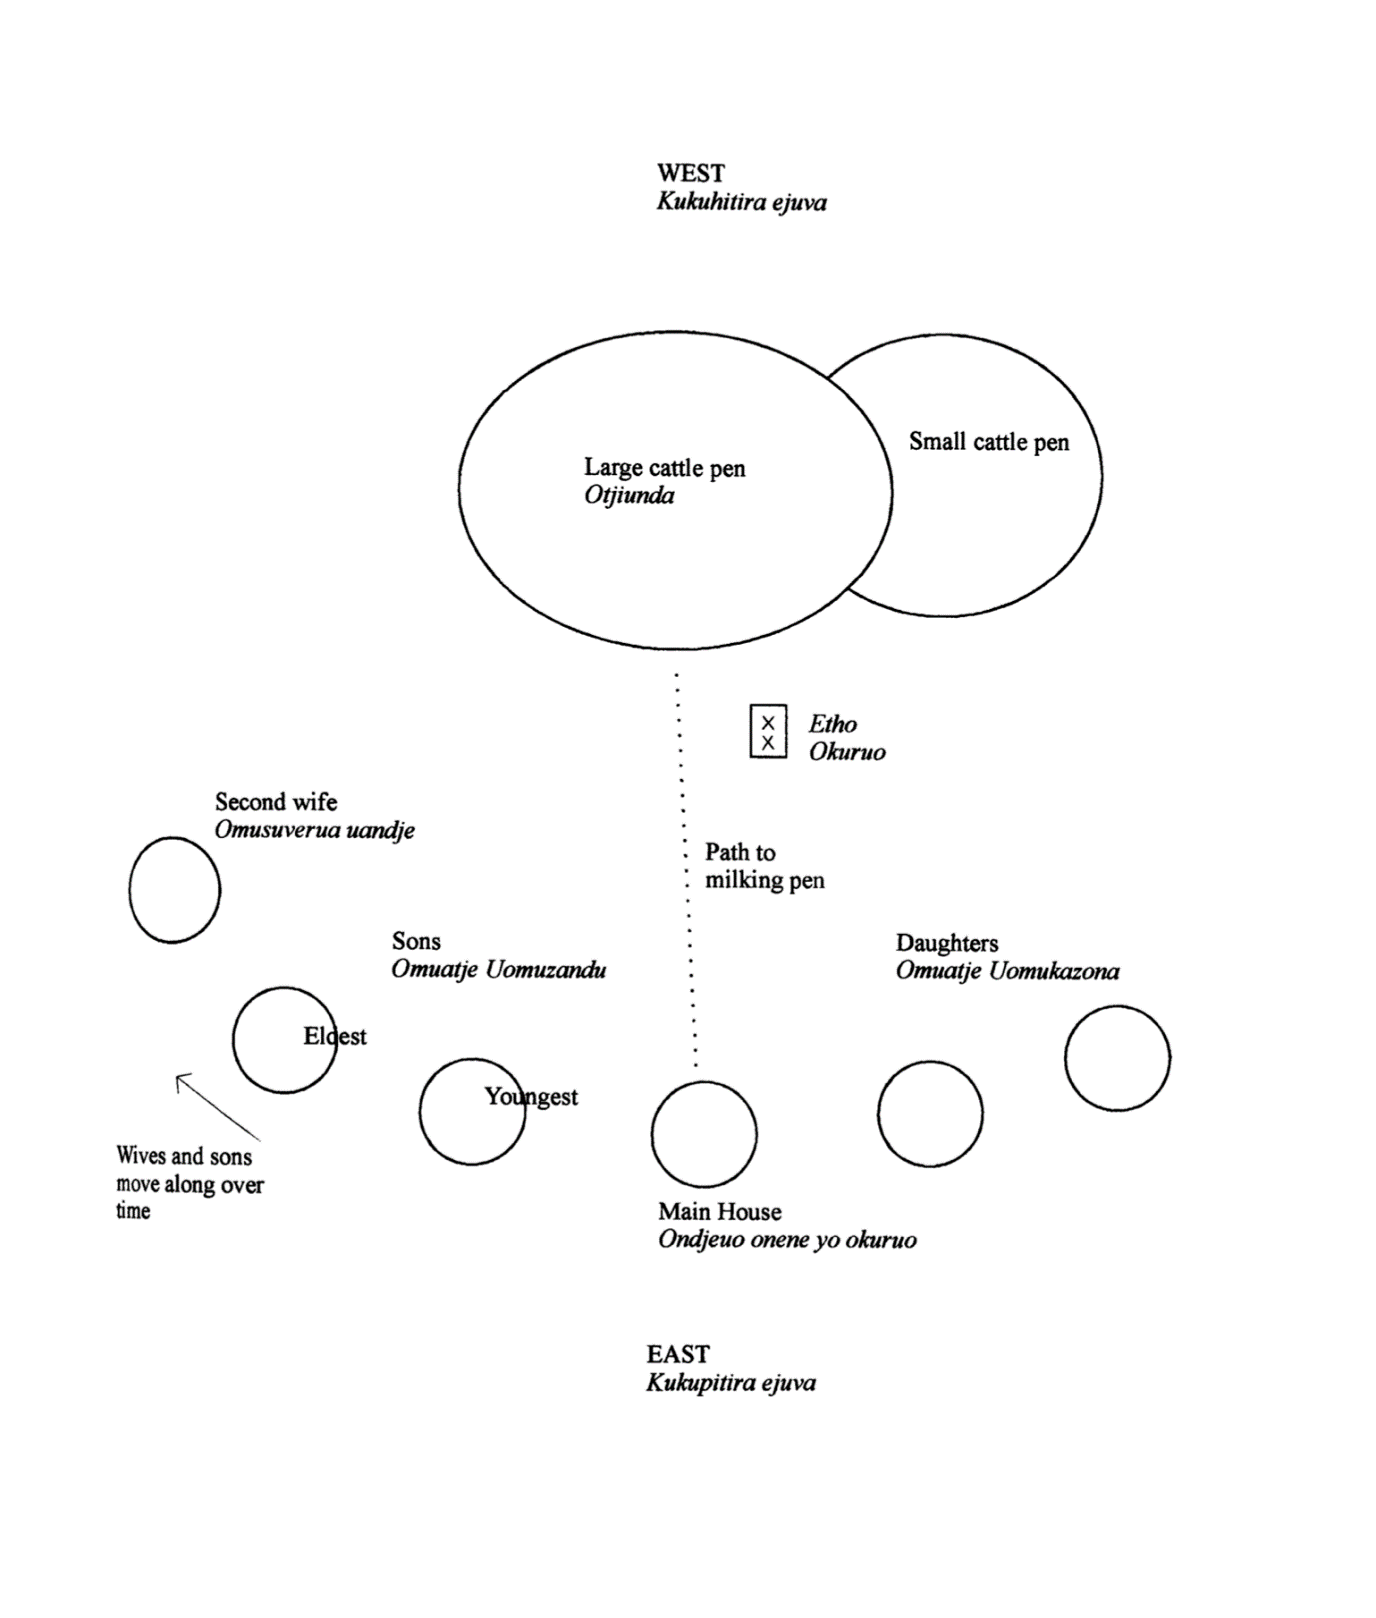 WEST
Kukuhitira ejuva
Large cattle pen
Otjiunda
Small cattle pen
x
x
Etho
Okuruo
Second wife
Omusuverua uandje
Path to
milking pen
Sons
Omuatje Uomuzandu
Daughters
Omuatje Uomukazona
Eldest
Youngest
Wives and sons
move along over
time
Main House
Ondjeuo onene yo okuruo
EAST
Kukupitira ejuva